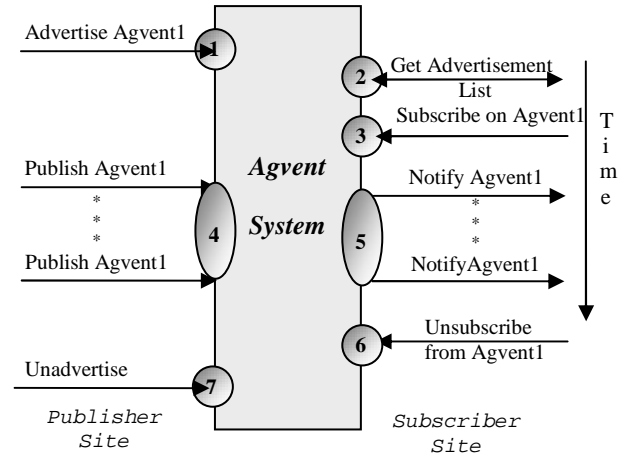 Advertise Agvent1
1
2
Get Advertisement
List
3
Subscribe on Agvent1
T
i
m
e
Publish Agvent1
*
*
*
Publish Agvent1
4
Agvent
System
Notify Agvent1
*
*
*
NotifyAgvent1
5
6
Unsubscribe
from Agvent1
Unadvertise
7
Publisher
Site
Subscriber
Site